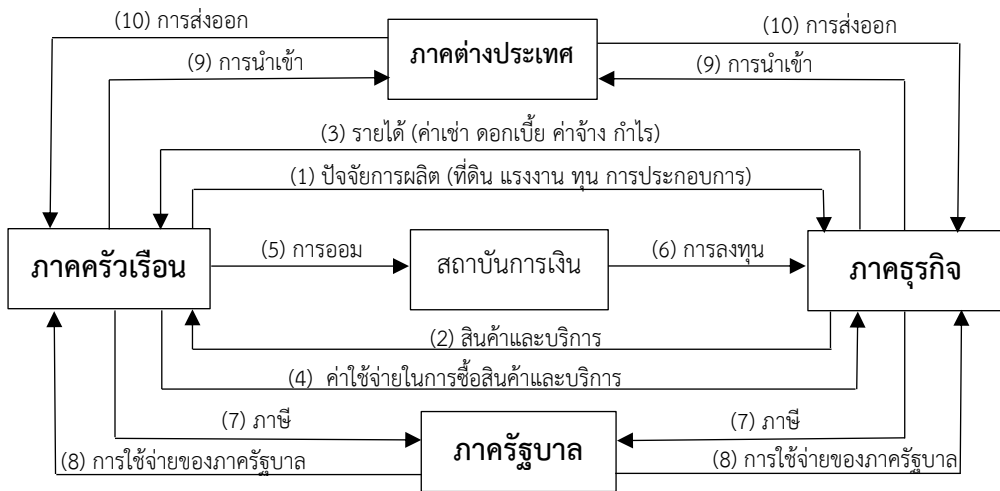 (10) การส่งออก
(10) การส่งออก
ภาคต่างประเทศ
(9) การนำเข้า
(9) การนำเข้า
(3) รายได้ (ค่าเช่า ดอกเบี้ย ค่าจ้าง กำไร)
(1) ปัจจัยการผลิต (ที่ดิน แรงงาน ทุน การประกอบการ)
ภาคครัวเรือน
(5) การออม
สถาบันการเงิน
(6) การลงทุน
ภาคธุรกิจ
(2) สินค้าและบริการ
(4) ค่าใช้จ่ายในการซื้อสินค้าและบริการ
(7) ภาษี
(7) ภาษี
ภาครัฐบาล
(8) การใช้จ่ายของภาครัฐบาล
(8) การใช้จ่ายของภาครัฐบาล